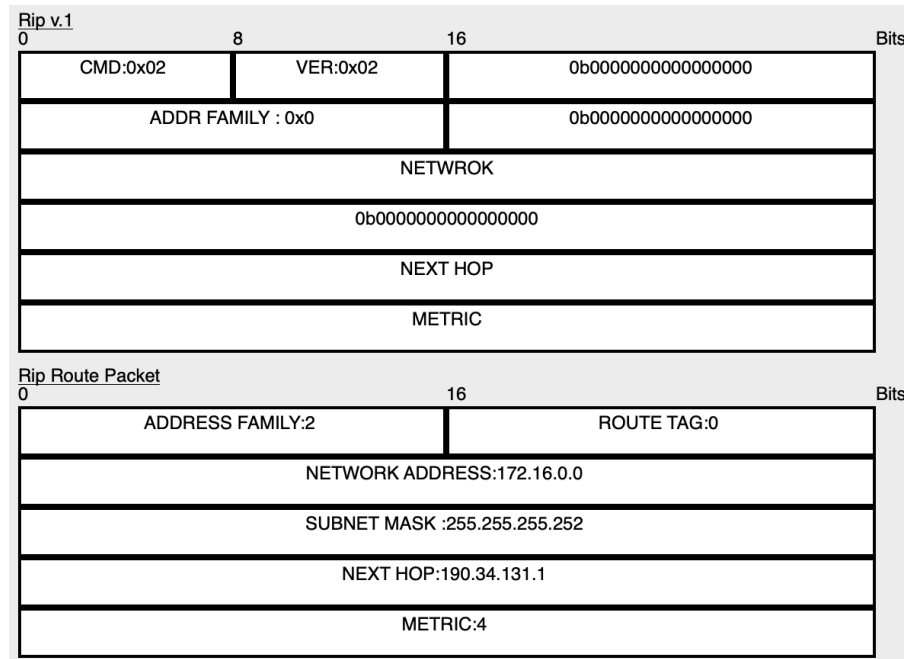 Rip v.1
0 8 16 Bits
CMD:0x02 VER:0x02 0b0000000000000000
ADDR FAMILY : 0x0 0b0000000000000000
NETWROK
0b0000000000000000
NEXT HOP
METRIC
Rip Route Packet
0 16 Bits
ADDRESS FAMILY:2 ROUTE TAG:0
NETWORK ADDRESS:172.16.0.0
SUBNET MASK :255.255.255.252
NEXT HOP:190.34.131.1
METRIC:4